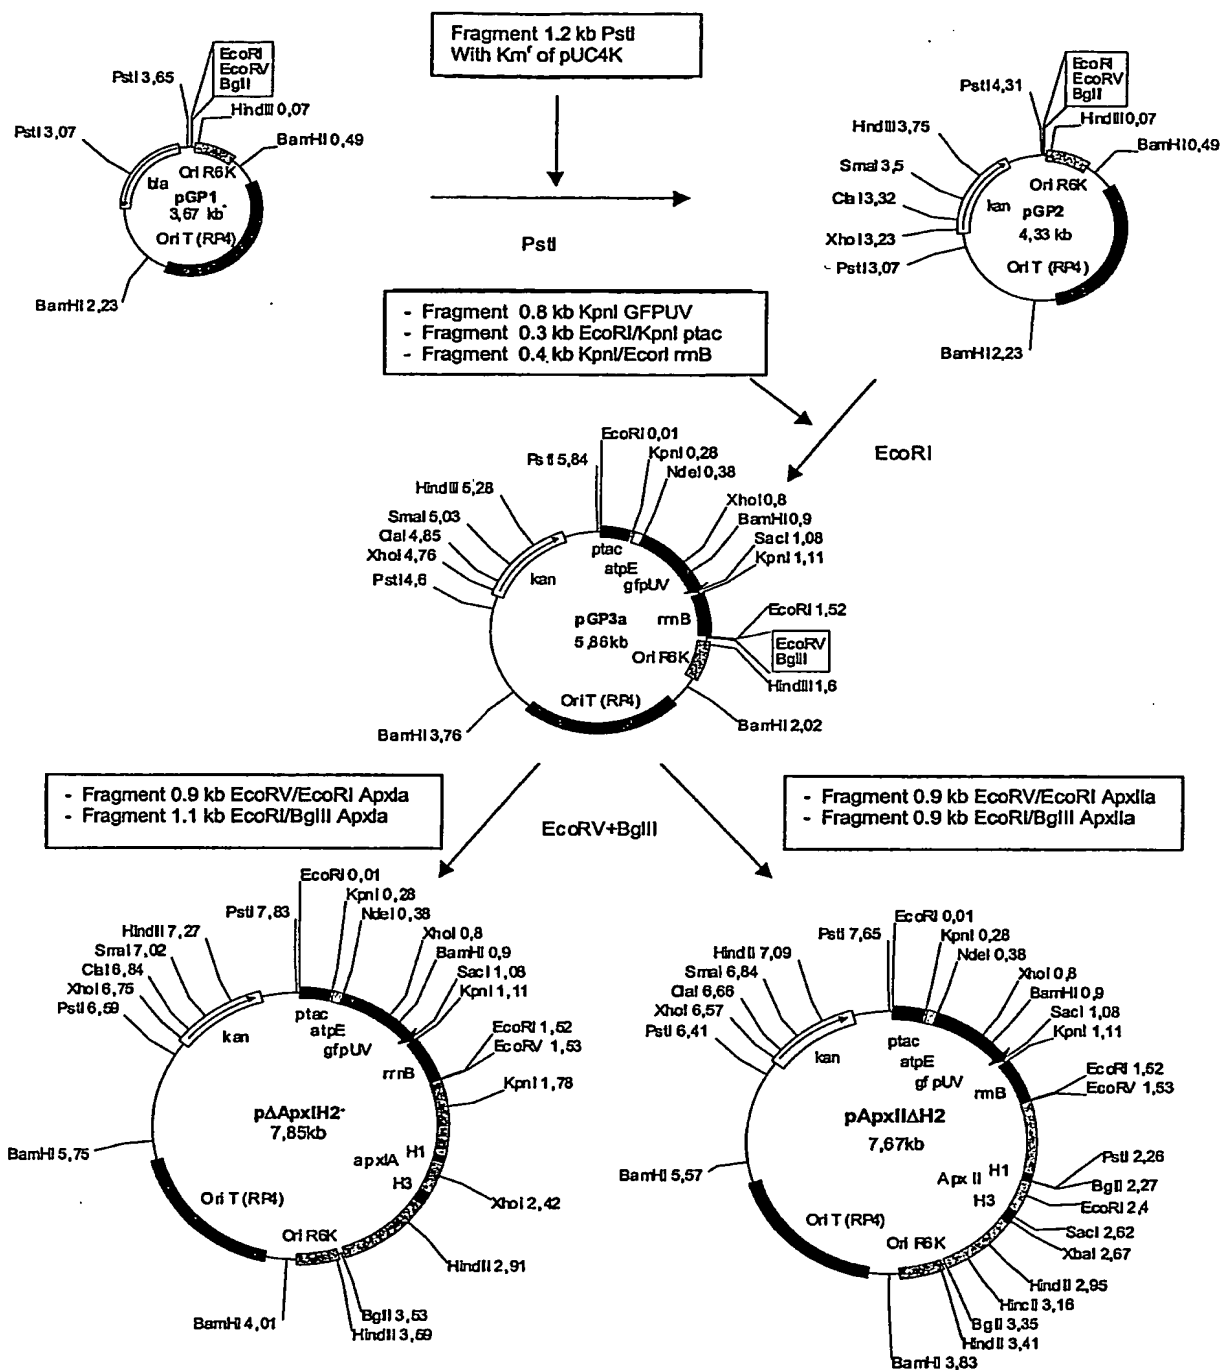 Fragment 1.2 kb PstI
With Kmr of pUC4K
EcoRI
EcoRV
BglI
PstI 3,65
HindIII 0,07
PstI 3,07
BamHI 0,49
Ori R6K
bla
pGP1
3,67 kb
OriT (RP4)
BamHI 2,23
PstI
EcoRI
EcoRV
BglI
PstI 4,31
HindIII 0,07
HindIII 3,75
BamHI 0,49
SmaI 3,5
Ori R6K
ClaI 3,32
kan
pGP2
XhoI 3,23
4,33 kb
PstI 3,07
OriT (RP4)
BamHI 2,23
- Fragment 0.8 kb KpnI GFPUV
- Fragment 0.3 kb EcoRI/KpnI ptac
- Fragment 0.4 kb KpnI/EcorI rrnB
EcoRI
EcoRI 0,01
PstI 5,84
KpnI 0,28
NdeI 0,38
HindIII 5,28
XhoI 0,8
SmaI 5,03
BamHI 0,9
ClaI 4,85
SacI 1,08
XhoI 4,76
KpnI 1,11
PstI 4,6
ptac
atpE
gfpUV
kan
rrnB
pGP3a
5,86kb
EcoRI 1,52
EcoRV
BglII
Ori R6K
HindIII 1,6
OriT (RP4)
BamHI 2,02
BamHI 3,76
- Fragment 0.9 kb EcoRV/EcoRI ApxIa
- Fragment 1.1 kb EcoRI/BglII ApxIa
EcoRV+BglII
- Fragment 0.9 kb EcoRV/EcoRI ApxIIa
- Fragment 0.9 kb EcoRI/BglII ApxIIa
EcoRI 0,01
KpnI 0,28
PstI 7,83
NdeI 0,38
HindII 7,27
XhoI 0,8
SmaI 7,02
BamHI 0,9
ClaI 6,84
SacI 1,08
XhoI 6,75
KpnI 1,11
PstI 6,59
ptac
atpE
gfpUV
kan
rrnB
EcoRI 1,52
EcoRV 1,53
KpnI 1,78
pΔApxIH2
7,85kb
BamHI 5,75
apxIA
H1
H3
XhoI 2,42
OriT (RP4)
Ori R6K
HindII 2,91
BglI 3,53
HindIII 3,59
BamHI 4,01
EcoRI 0,01
PstI 7,65
KpnI 0,28
NdeI 0,38
HindII 7,09
XhoI 0,8
SmaI 6,84
BamHI 0,9
ClaI 6,66
SacI 1,08
XhoI 6,57
KpnI 1,11
PstI 6,41
ptac
atpE
gfpUV
kan
rrnB
EcoRI 1,52
EcoRV 1,53
pApxIIΔH2
7,67kb
BamHI 5,57
Apx II
H1
H3
PstI 2,26
BglI 2,27
EcoRI 2,4
SacI 2,62
XbaI 2,67
OriT (RP4)
Ori R6K
HindII 2,95
HincII 3,16
BglI 3,35
HindII 3,41
BamHI 3,83